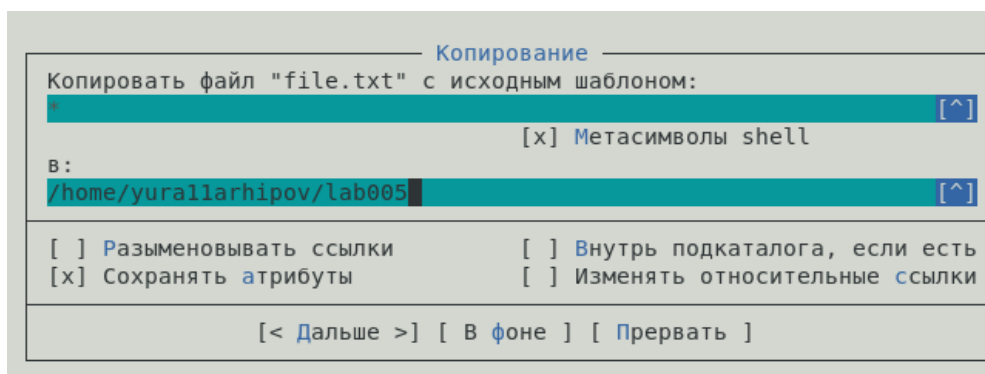 Копирование
Копировать файл "file.txt" с исходным шаблоном:
* [^]
[x] Метасимволы shell
в:
/home/yura11arhipov/lab005 [^]
[ ] Разыменовывать ссылки [ ] Внутрь подкаталога, если есть
[x] Сохранять атрибуты [ ] Изменять относительные ссылки
[< Дальше >] [ В фоне ] [ Прервать ]